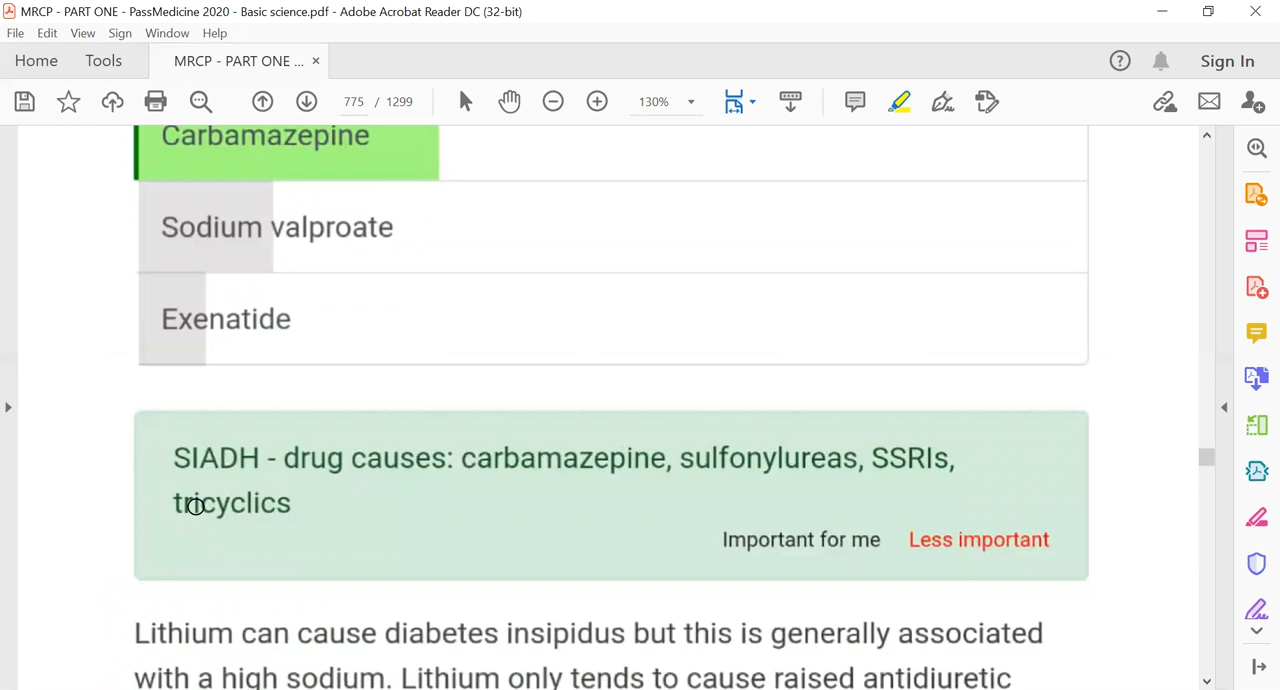 MRCP - PART ONE - PassMedicine 2020 - Basic science.pdf - Adobe Acrobat Reader DC (32-bit)
File Edit View Sign Window Help
Home Tools MRCP - PART ONE ... × Sign In
775 / 1299 130%
Carbamazepine
Sodium valproate
Exenatide
SIADH - drug causes: carbamazepine, sulfonylureas, SSRIs,
tricyclics
Important for me Less important
Lithium can cause diabetes insipidus but this is generally associated
with a high sodium. Lithium only tends to cause raised antidiuretic